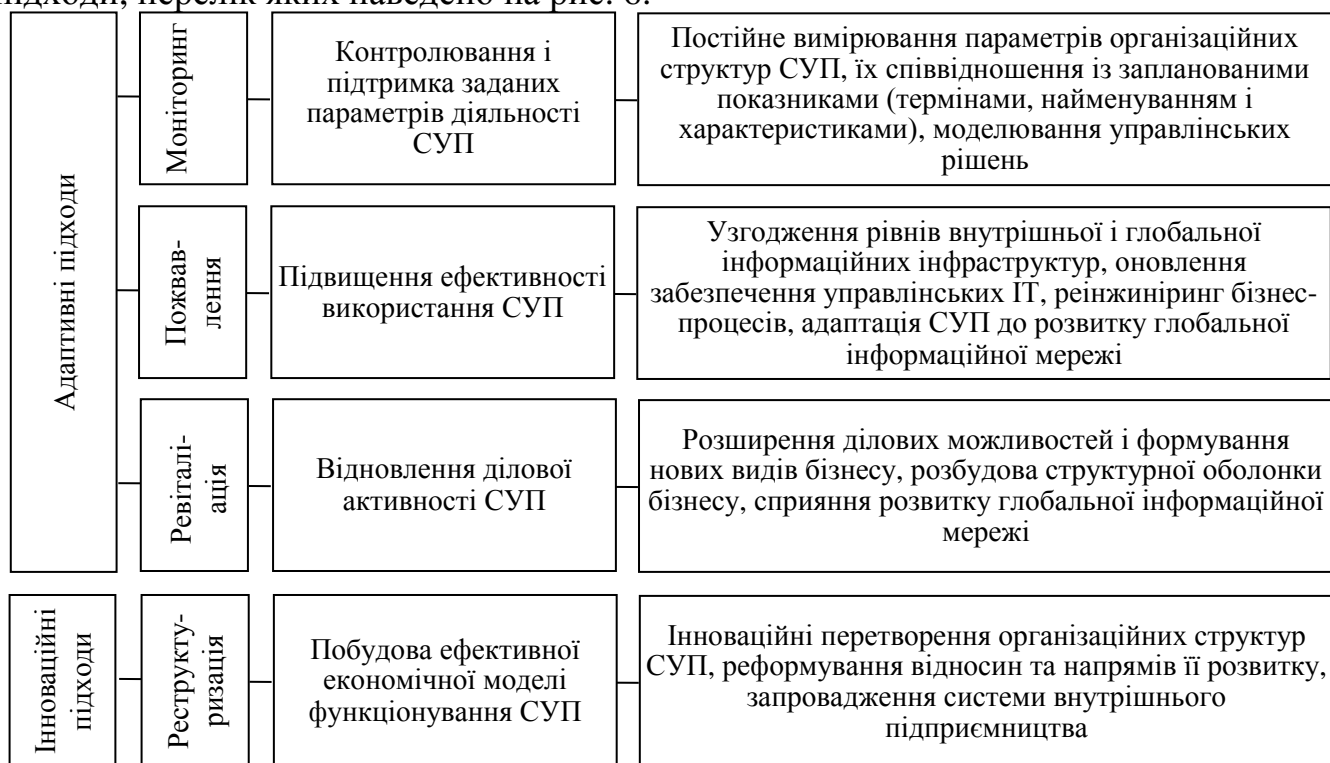 підходи, перелік яких наведено на рис. 6.
Адаптивні підходи
Моніторинг
Контролювання і
підтримка заданих
параметрів діяльності
СУП
Постійне вимірювання параметрів організаційних
структур СУП, їх співвідношення із запланованими
показниками (термінами, найменуванням і
характеристиками), моделювання управлінських
рішень
Пожвав-
лення
Підвищення ефективності
використання СУП
Узгодження рівнів внутрішньої і глобальної
інформаційних інфраструктур, оновлення
забезпечення управлінських ІТ, реінжиніринг бізнес-
процесів, адаптація СУП до розвитку глобальної
інформаційної мережі
Ревіталі-
ація
Відновлення ділової
активності СУП
Розширення ділових можливостей і формування
нових видів бізнесу, розбудова структурної оболонки
бізнесу, сприяння розвитку глобальної інформаційної
мережі
Інноваційні
підходи
Реструкту-
ризація
Побудова ефективної
економічної моделі
функціонування СУП
Інноваційні перетворення організаційних структур
СУП, реформування відносин та напрямів її розвитку,
запровадження системи внутрішнього
підприємництва